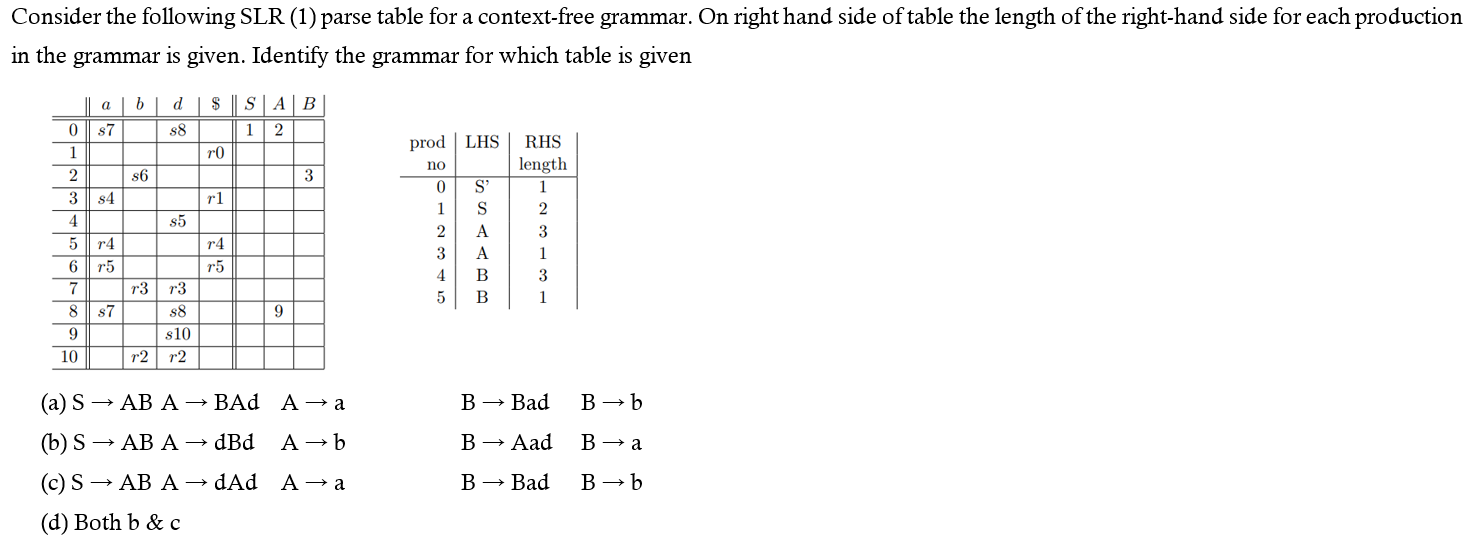 Consider the following SLR (1) parse table for a context-free grammar. On right hand side of table the length of the right-hand side for each production
in the grammar is given. Identify the grammar for which table is given
a b d $ S A B
0 s7 s8 1 2
1 r0
2 s6 3
3 s4 r1
4 s5
5 r4 r4
6 r5 r5
7 r3 r3
8 s7 s8 9
9 s10
10 r2 r2
prod LHS RHS
no length
0 S' 1
1 S 2
2 A 3
3 A 1
4 B 3
5 B 1
(a) S → AB A → BAd A → a B → Bad B → b
(b) S → AB A → dBd A → b B → Aad B → a
(c) S → AB A → dAd A → a B → Bad B → b
(d) Both b & c